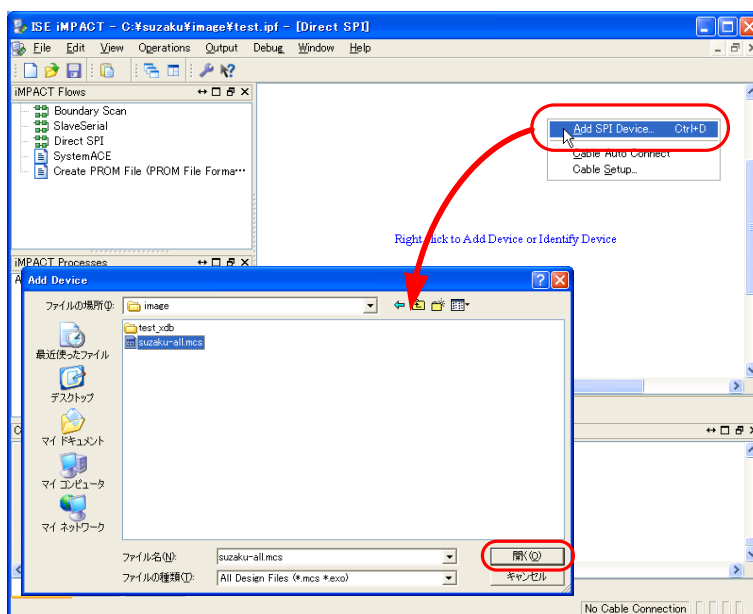 ISE iMPACT - C:¥suzaku¥image¥test.ipf - [Direct SPI]
File Edit View Operations Output Debug Window Help
iMPACT Flows
Boundary Scan
SlaveSerial
Direct SPI
SystemACE
Create PROM File (PROM File Forma...
Add SPI Device... Ctrl+D
Cable Auto Connect
Cable Setup...
Right click to Add Device or Identify Device
iMPACT Processes
Add Device
ファイルの場所(I):
image
test_xdb
suzaku-all.mcs
最近使ったファイル
デスクトップ
マイ ドキュメント
マイ コンピュータ
マイ ネットワーク
ファイル名(N):
suzaku-all.mcs
開く(O)
ファイルの種類(T):
All Design Files (*.mcs *.exo)
キャンセル
No Cable Connection